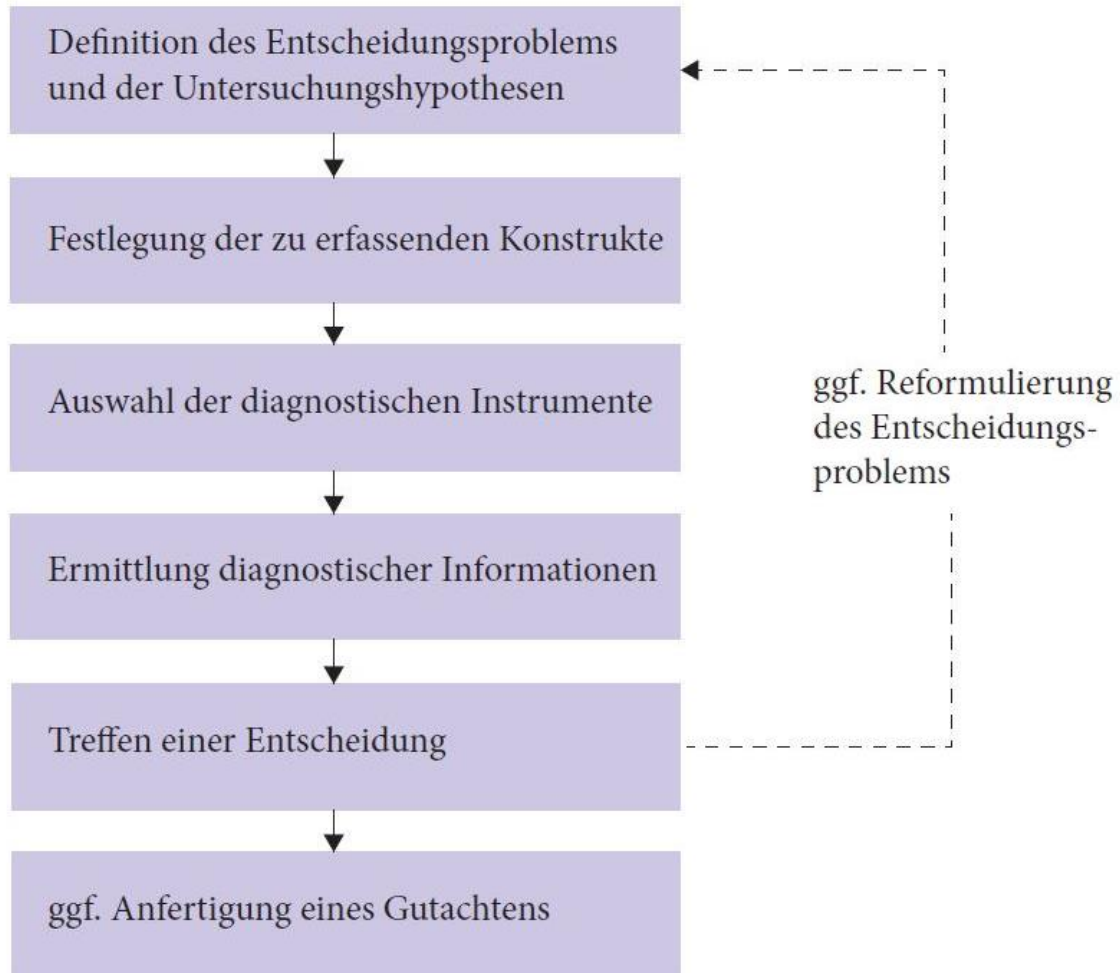 Definition des Entscheidungsproblems
und der Untersuchungshypothesen
Festlegung der zu erfassenden Konstrukte
Auswahl der diagnostischen Instrumente
Ermittlung diagnostischer Informationen
Treffen einer Entscheidung
ggf. Anfertigung eines Gutachtens
ggf. Reformulierung
des Entscheidungs-
problems